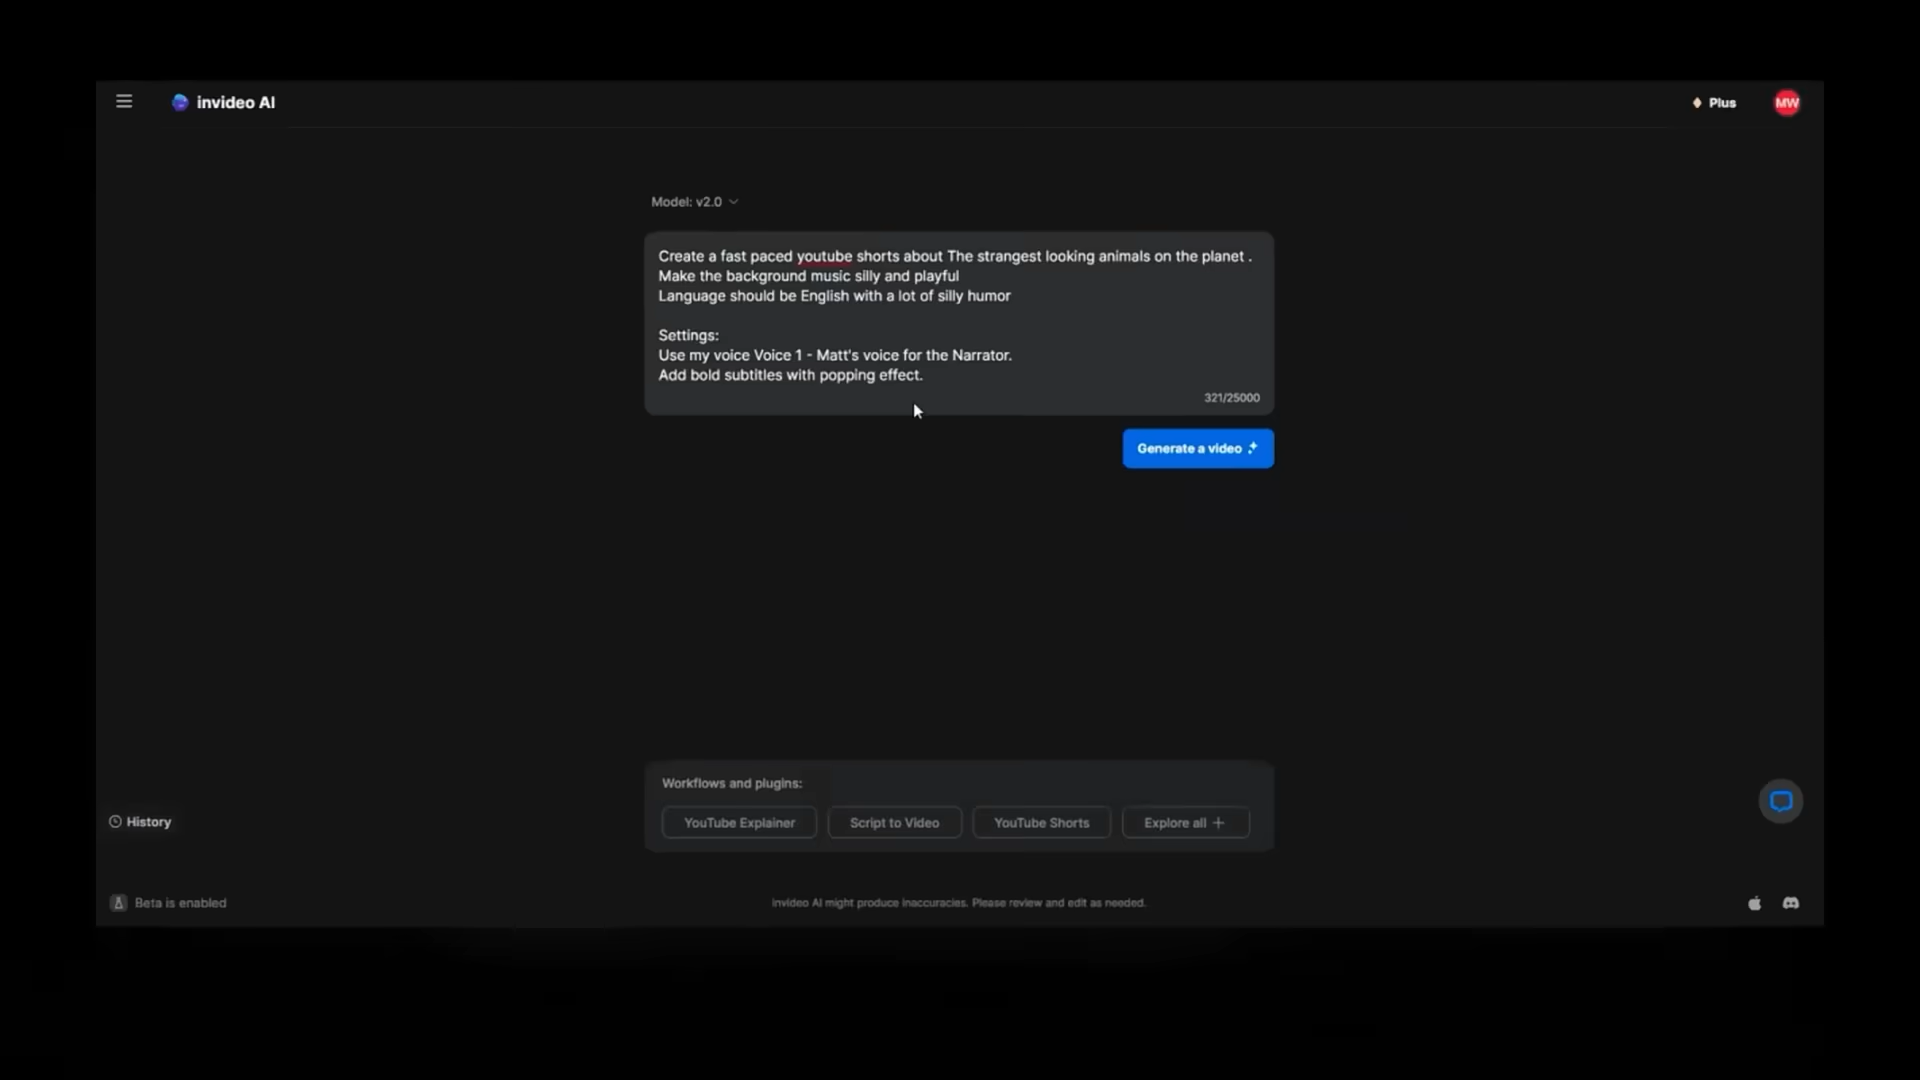 invideo AI
Plus
MW
Model: v2.0
Create a fast paced youtube shorts about The strangest looking animals on the planet .
Make the background music silly and playful
Language should be English with a lot of silly humor
Settings:
Use my voice Voice 1 - Matt's voice for the Narrator.
Add bold subtitles with popping effect.
321/25000
Generate a video
Workflows and plugins:
YouTube Explainer
Script to Video
YouTube Shorts
Explore all +
History
Beta is enabled
invideo AI might produce inaccuracies. Please review and edit as needed.